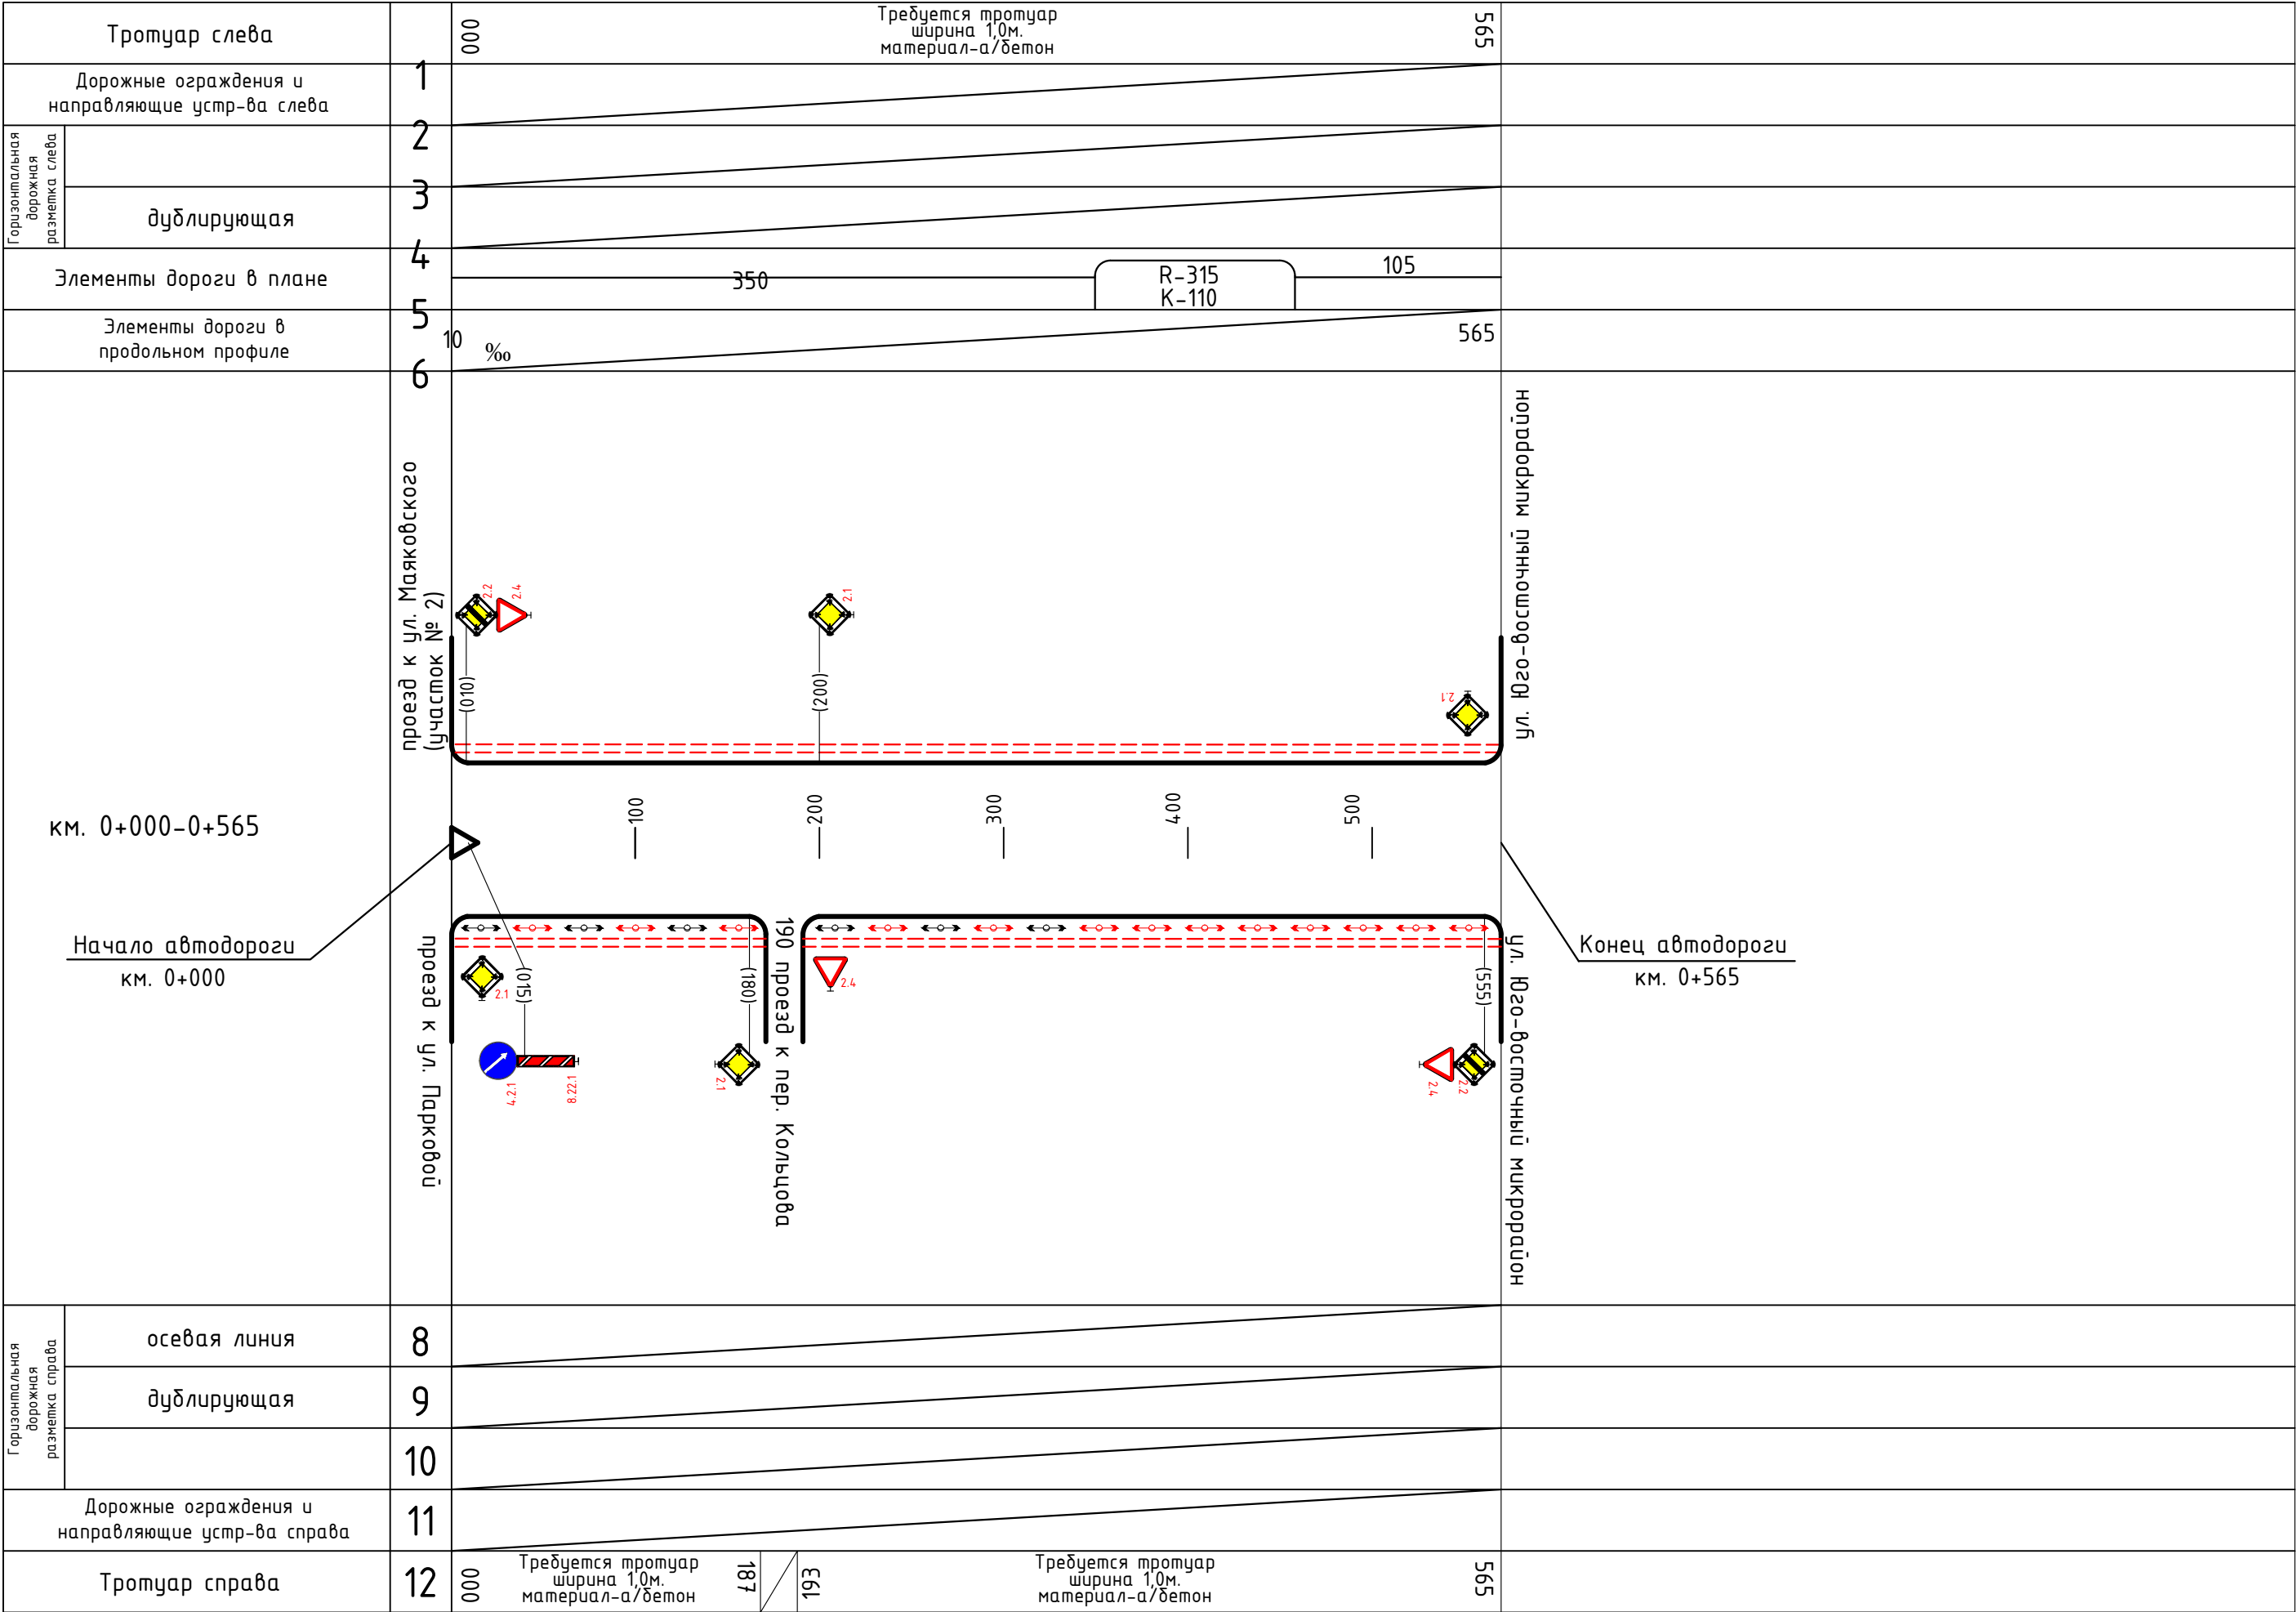 Тротуар слева
000
Требуется тротуар
ширина 1,0м.
материал-а/бетон
565
1
Дорожные ограждения и
направляющие устр-ва слева
2
Горизонтальная
дорожная
разметка слева
3
дублирующая
4
Элементы дороги в плане
350
R-315
K-110
105
5
Элементы дороги в
продольном профиле
10 ‰
565
6
проезд к ул. Маяковского
(участок № 2)
2.2
2.4
(010)
2.1
(200)
2.1
ул. Юго-восточный микрорайон
км. 0+000-0+565
100
200
300
400
500
Начало автодороги
км. 0+000
Конец автодороги
км. 0+565
проезд к ул. Парковой
2.1
(015)
4.2.1
8.22.1
(180)
2.1
190 проезд к пер. Кольцова
2.4
(555)
2.4
2.2
ул. Юго-восточный микрорайон
Горизонтальная
дорожная
разметка справа
осевая линия
8
дублирующая
9
10
Дорожные ограждения и
направляющие устр-ва справа
11
Тротуар справа
12
000
Требуется тротуар
ширина 1,0м.
материал-а/бетон
187
193
Требуется тротуар
ширина 1,0м.
материал-а/бетон
565